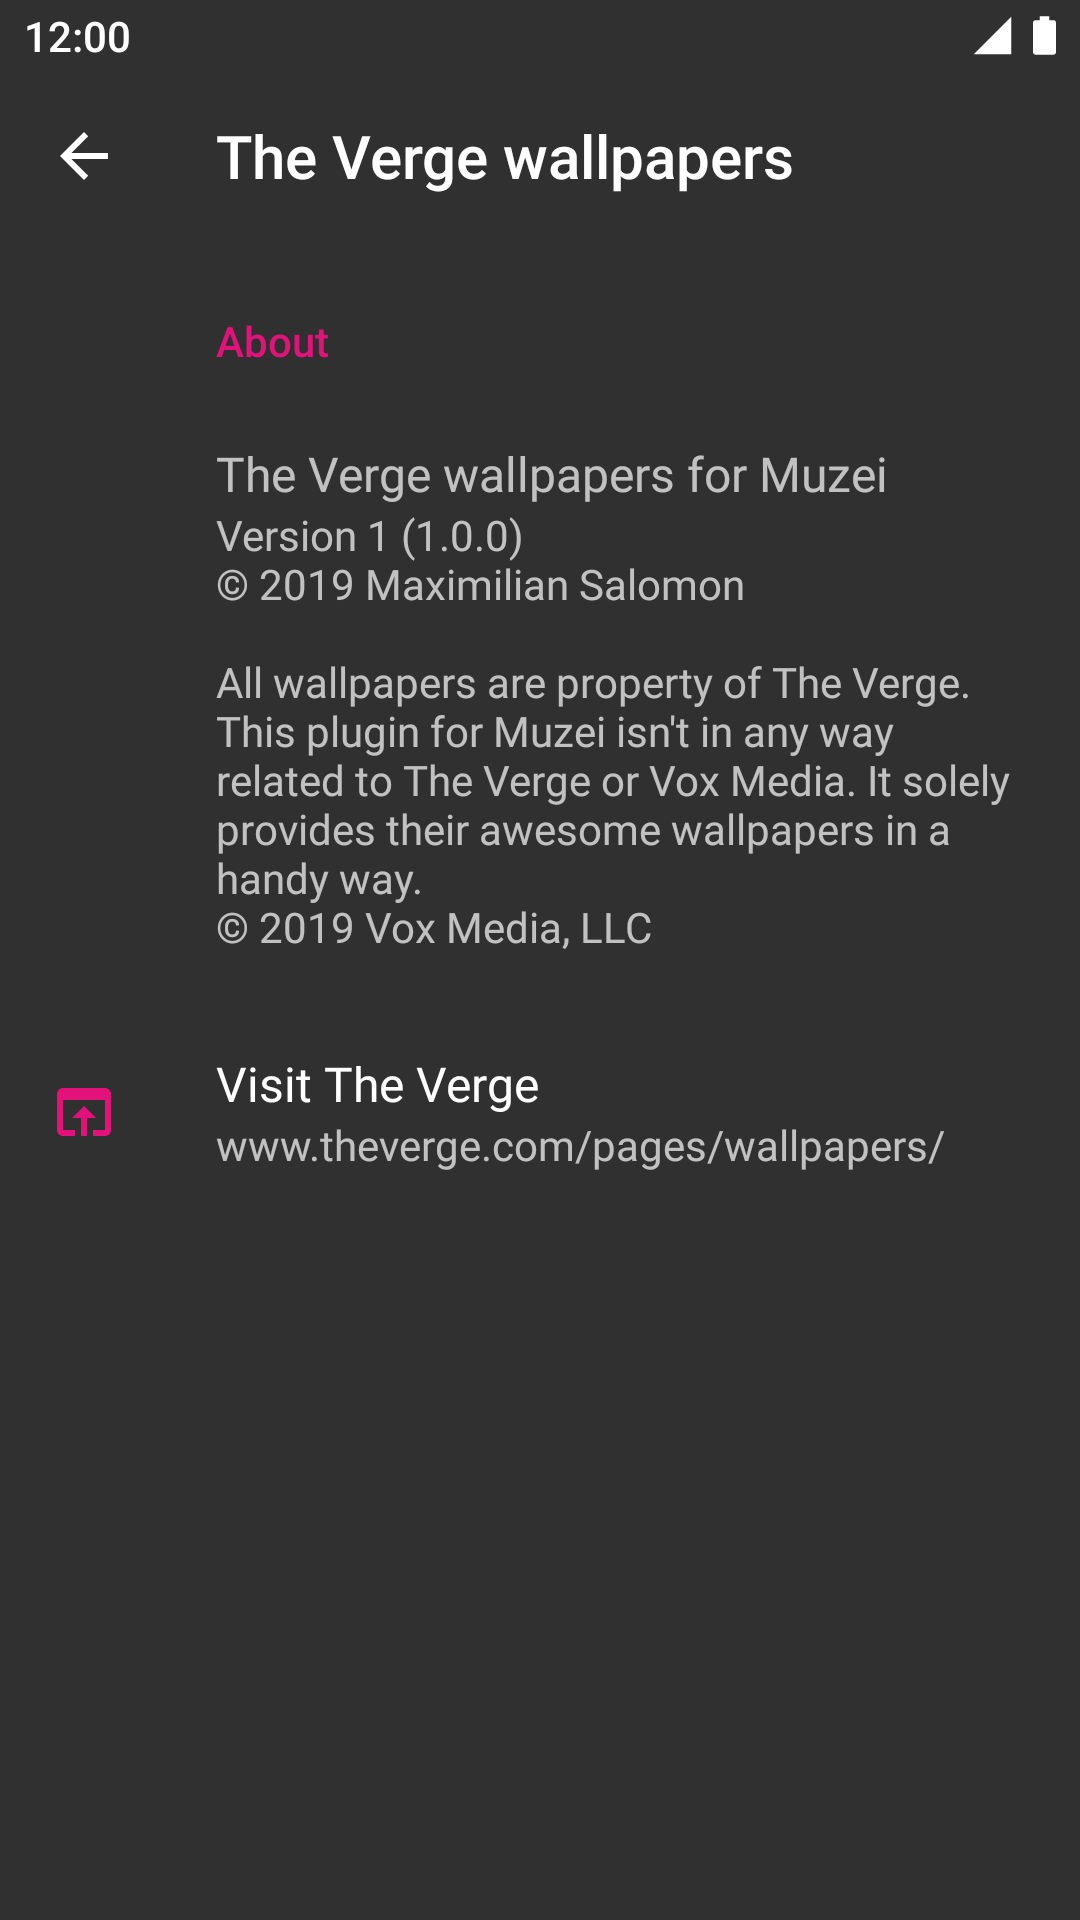 12:00
The Verge wallpapers
About
The Verge wallpapers for Muzei
Version 1 (1.0.0)
© 2019 Maximilian Salomon
All wallpapers are property of The Verge.
This plugin for Muzei isn't in any way
related to The Verge or Vox Media. It solely
provides their awesome wallpapers in a
handy way.
© 2019 Vox Media, LLC
Visit The Verge
www.theverge.com/pages/wallpapers/